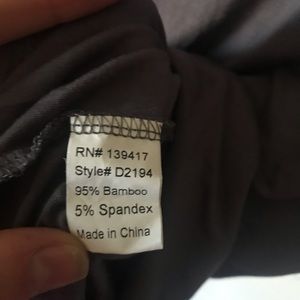 RN# 139417
Style# D2194
95% Bamboo
5% Spandex
Made in China